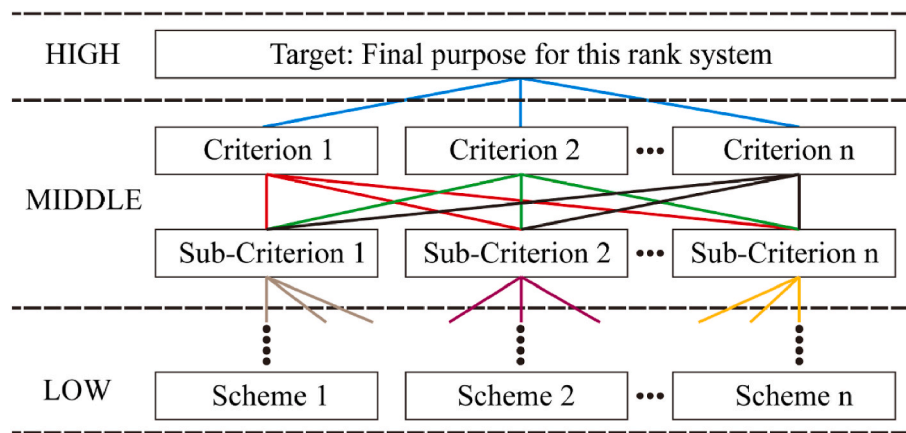 HIGH
Target: Final purpose for this rank system
MIDDLE
Criterion 1
Criterion 2
Criterion n
Sub-Criterion 1
Sub-Criterion 2
Sub-Criterion n
LOW
Scheme 1
Scheme 2
Scheme n